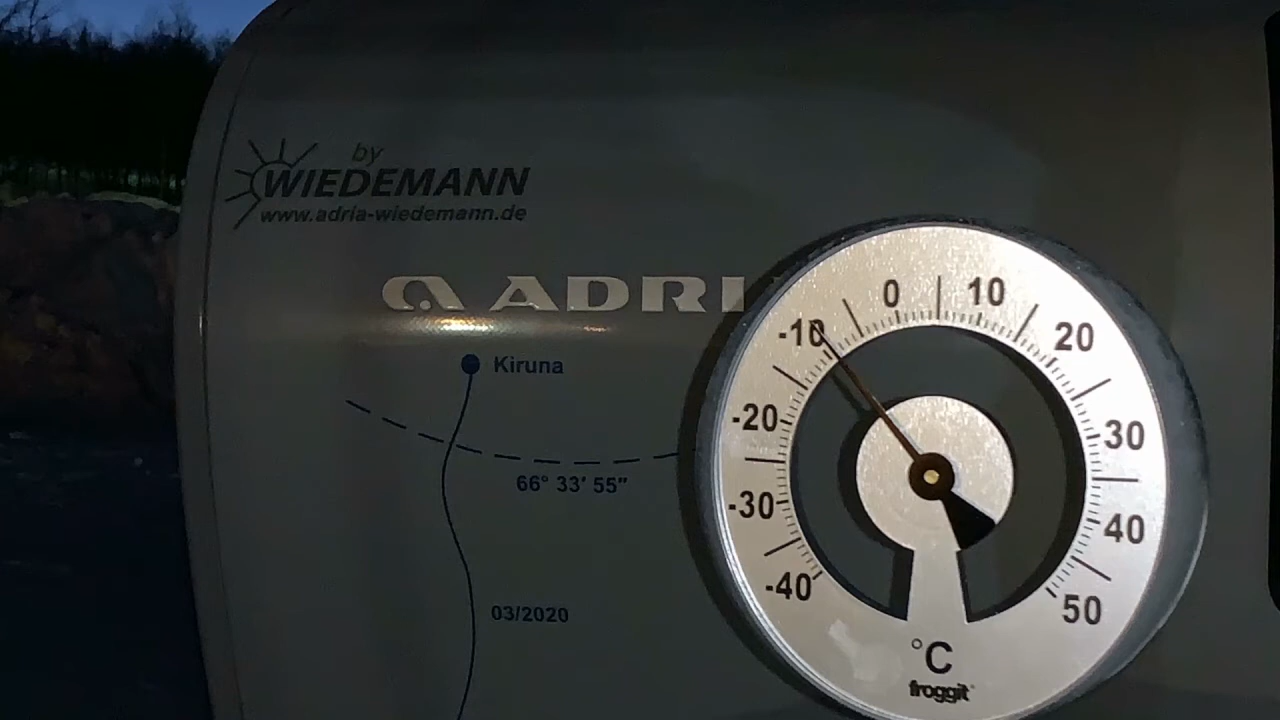 by
WIEDEMANN
www.adria-wiedemann.de
ADRI
Kiruna
66° 33' 55"
03/2020
0
10
-10
20
-20
30
-30
40
-40
50
°C
froggit